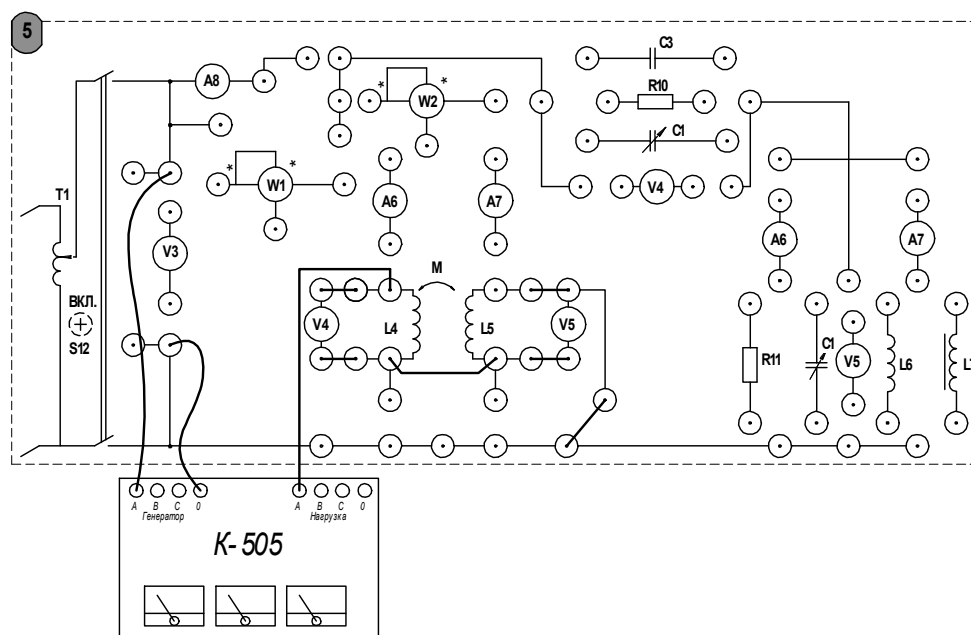 5
C3
A8
R10
*
*
W2
C1
*
*
W1
T1
A6
A7
V4
A6
A7
V3
M
ВКЛ.
S12
V4
L4
L5
V5
R11
C1
V5
L6
A
B
C
0
A
B
C
0
Генератор
Нагрузка
K-505